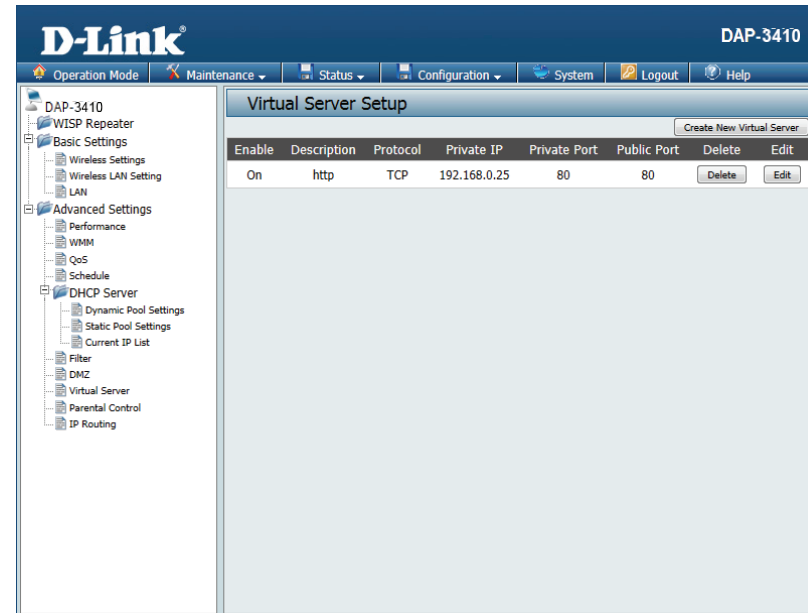 D-Link®
DAP-3410
Operation Mode Maintenance Status Configuration System Logout Help
DAP-3410
WISP Repeater
Basic Settings
Wireless Settings
Wireless LAN Setting
LAN
Advanced Settings
Performance
WMM
QoS
Schedule
DHCP Server
Dynamic Pool Settings
Static Pool Settings
Current IP List
Filter
DMZ
Virtual Server
Parental Control
IP Routing
Virtual Server Setup
Create New Virtual Server
Enable Description Protocol Private IP Private Port Public Port Delete Edit
On http TCP 192.168.0.25 80 80 Delete Edit